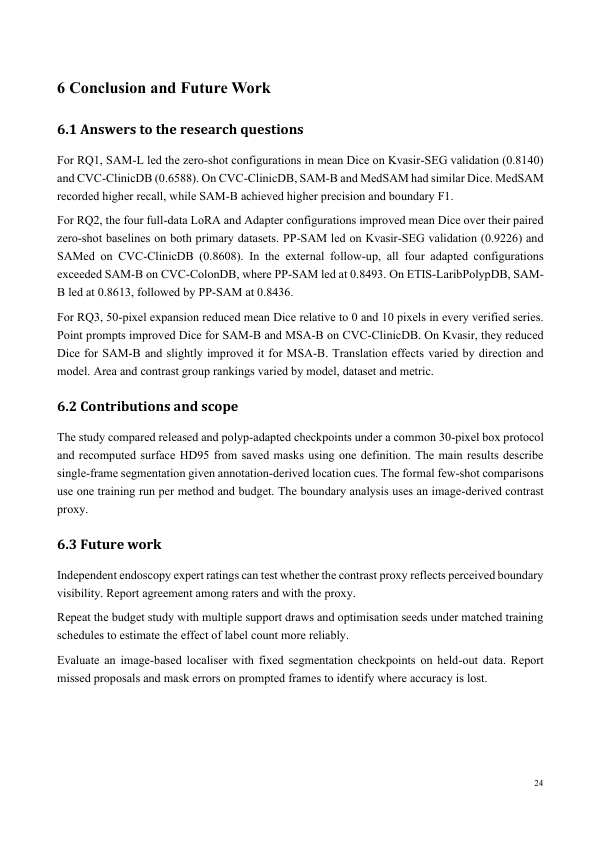 6 Conclusion and Future Work
6.1 Answers to the research questions
For RQ1, SAM-L led the zero-shot configurations in mean Dice on Kvasir-SEG validation (0.8140)
and CVC-ClinicDB (0.6588). On CVC-ClinicDB, SAM-B and MedSAM had similar Dice. MedSAM
recorded higher recall, while SAM-B achieved higher precision and boundary F1.
For RQ2, the four full-data LoRA and Adapter configurations improved mean Dice over their paired
zero-shot baselines on both primary datasets. PP-SAM led on Kvasir-SEG validation (0.9226) and
SAMed on CVC-ClinicDB (0.8608). In the external follow-up, all four adapted configurations
exceeded SAM-B on CVC-ColonDB, where PP-SAM led at 0.8493. On ETIS-LaribPolypDB, SAM-
B led at 0.8613, followed by PP-SAM at 0.8436.
For RQ3, 50-pixel expansion reduced mean Dice relative to 0 and 10 pixels in every verified series.
Point prompts improved Dice for SAM-B and MSA-B on CVC-ClinicDB. On Kvasir, they reduced
Dice for SAM-B and slightly improved it for MSA-B. Translation effects varied by direction and
model. Area and contrast group rankings varied by model, dataset and metric.
6.2 Contributions and scope
The study compared released and polyp-adapted checkpoints under a common 30-pixel box protocol
and recomputed surface HD95 from saved masks using one definition. The main results describe
single-frame segmentation given annotation-derived location cues. The formal few-shot comparisons
use one training run per method and budget. The boundary analysis uses an image-derived contrast
proxy.
6.3 Future work
Independent endoscopy expert ratings can test whether the contrast proxy reflects perceived boundary
visibility. Report agreement among raters and with the proxy.
Repeat the budget study with multiple support draws and optimisation seeds under matched training
schedules to estimate the effect of label count more reliably.
Evaluate an image-based localiser with fixed segmentation checkpoints on held-out data. Report
missed proposals and mask errors on prompted frames to identify where accuracy is lost.
24